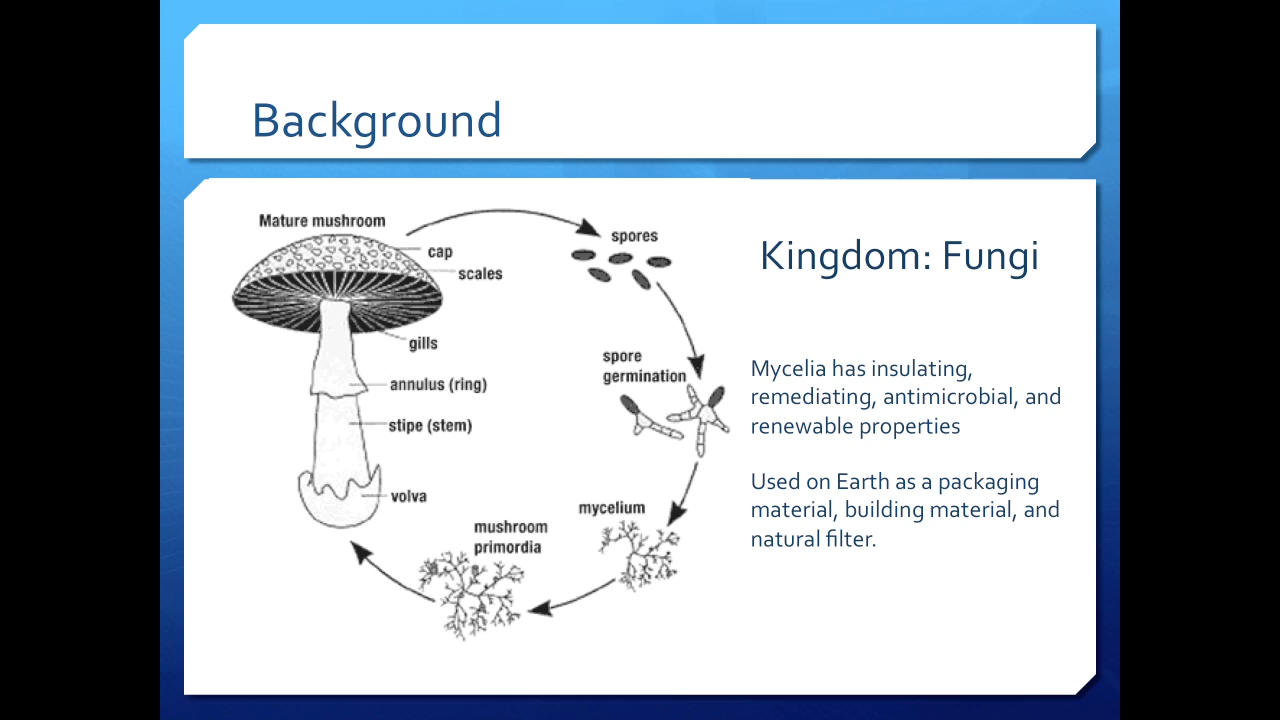 Background
Mature mushroom
cap
scales
gills
annulus (ring)
stipe (stem)
volva
spores
spore
germination
mycelium
mushroom
primordia
Kingdom: Fungi
Mycelia has insulating,
remediating, antimicrobial, and
renewable properties
Used on Earth as a packaging
material, building material, and
natural filter.